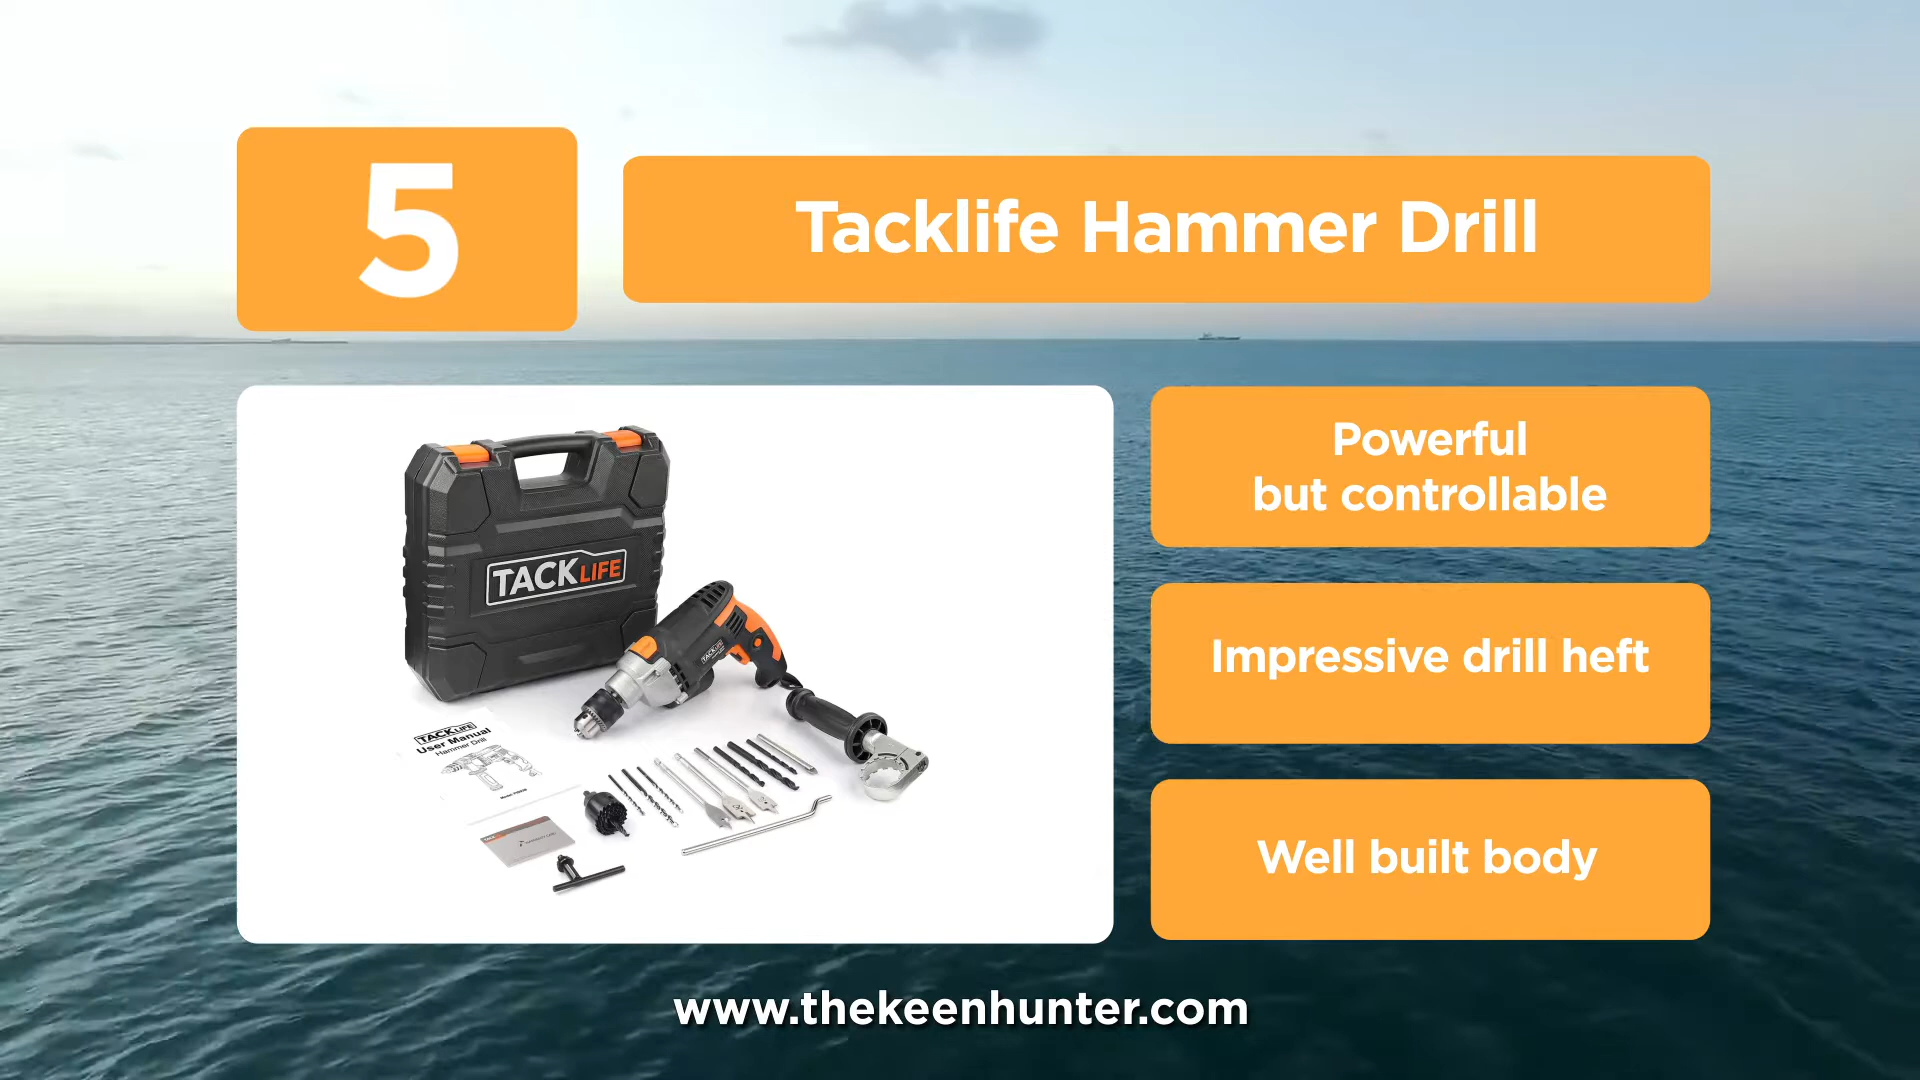 5
Tacklife Hammer Drill
Powerful
but controllable
Impressive drill heft
Well built body
TACKLIFE
TACKLIFE
TACKLIFE
User Manual
Hammer Drill
www.thekeenhunter.com